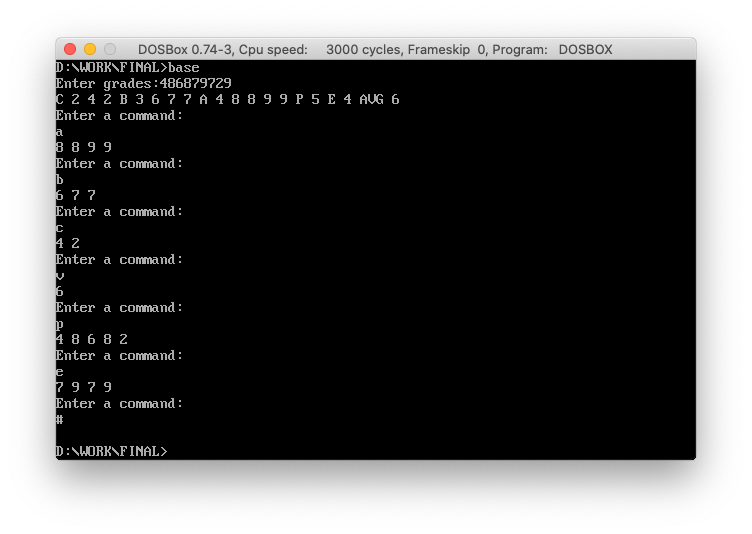 DOSBox 0.74-3, Cpu speed: 3000 cycles, Frameskip 0, Program: DOSBOX
D:\WORK\FINAL>base
Enter grades:486879729
C 2 4 2 B 3 6 7 7 A 4 8 8 9 9 P 5 E 4 AVG 6
Enter a command:
a
8 8 9 9
Enter a command:
b
6 7 7
Enter a command:
c
4 2
Enter a command:
v
6
Enter a command:
p
4 8 6 8 2
Enter a command:
e
7 9 7 9
Enter a command:
#
D:\WORK\FINAL>